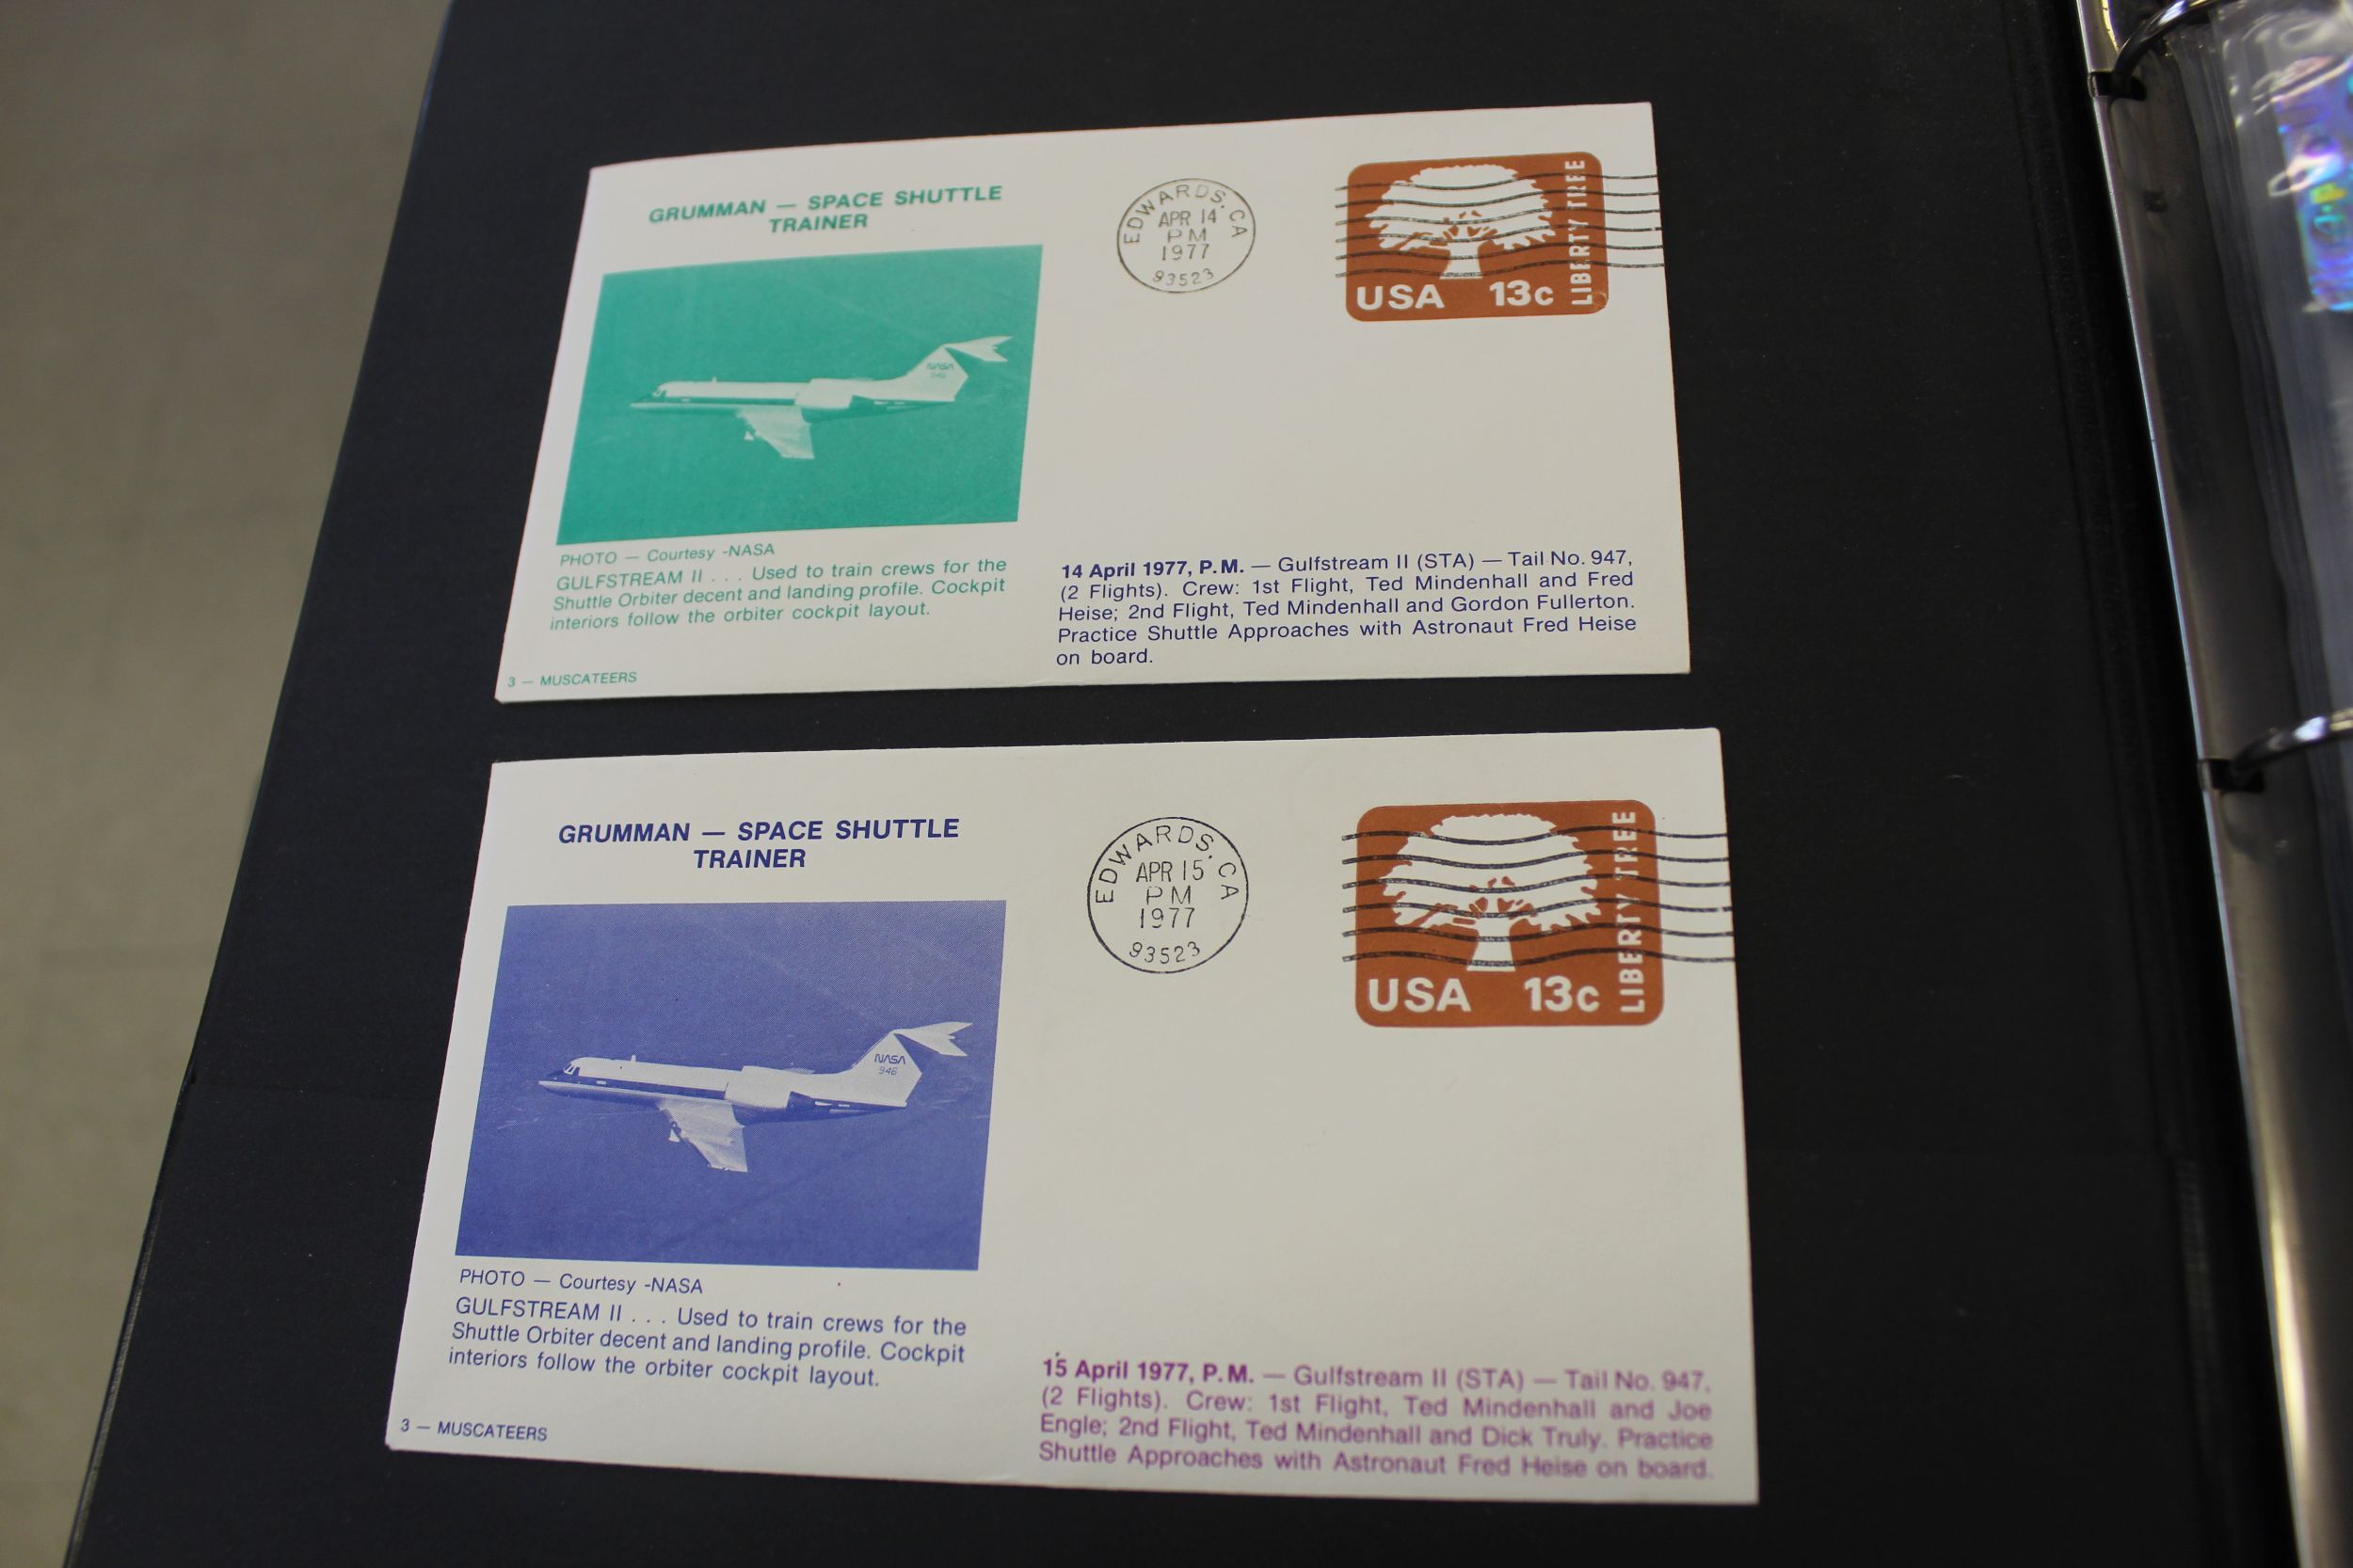 GRUMMAN — SPACE SHUTTLE
TRAINER
NASA
PHOTO — Courtesy -NASA
GULFSTREAM II . . . Used to train crews for the
Shuttle Orbiter decent and landing profile. Cockpit
interiors follow the orbiter cockpit layout.
3 — MUSCATEERS
EDWARDS, CA
APR 14
PM
1977
93523
USA 13c
LIBERTY TREE
14 April 1977, P.M. — Gulfstream II (STA) — Tail No. 947,
(2 Flights). Crew: 1st Flight, Ted Mindenhall and Fred
Heise; 2nd Flight, Ted Mindenhall and Gordon Fullerton.
Practice Shuttle Approaches with Astronaut Fred Heise
on board.
GRUMMAN — SPACE SHUTTLE
TRAINER
NASA
946
PHOTO — Courtesy -NASA
GULFSTREAM II . . . Used to train crews for the
Shuttle Orbiter decent and landing profile. Cockpit
interiors follow the orbiter cockpit layout.
3 — MUSCATEERS
EDWARDS, CA
APR 15
PM
1977
93523
USA 13c
LIBERTY TREE
15 April 1977, P.M. — Gulfstream II (STA) — Tail No. 947,
(2 Flights). Crew: 1st Flight, Ted Mindenhall and Joe
Engle; 2nd Flight, Ted Mindenhall and Dick Truly. Practice
Shuttle Approaches with Astronaut Fred Heise on board.